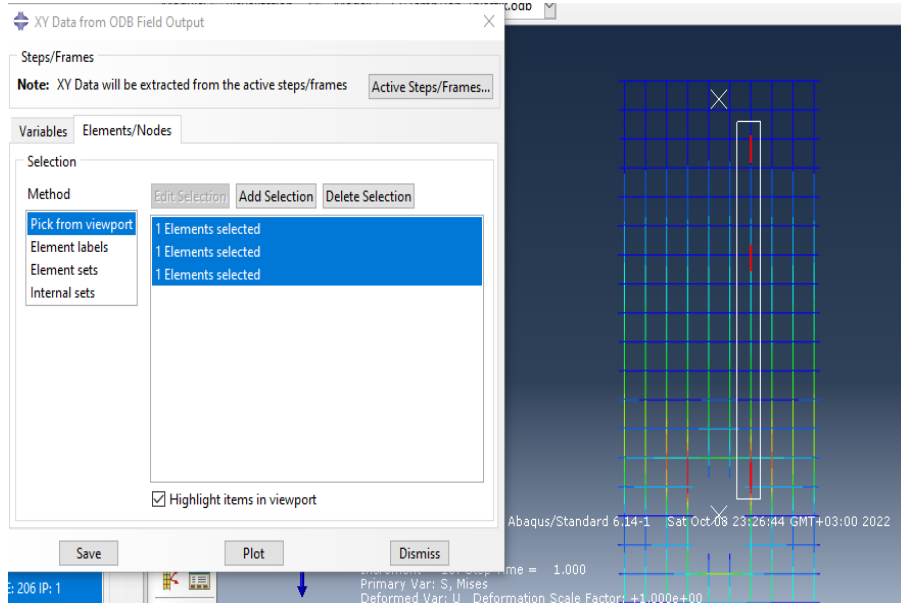 .odb
XY Data from ODB Field Output
Steps/Frames
Note: XY Data will be extracted from the active steps/frames
Active Steps/Frames...
Variables
Elements/Nodes
Selection
Method
Edit Selection
Add Selection
Delete Selection
Pick from viewport
Element labels
Element sets
Internal sets
1 Elements selected
1 Elements selected
1 Elements selected
Highlight items in viewport
Save
Plot
Dismiss
Abaqus/Standard 6.14-1 Sat Oct 08 23:26:44 GMT+03:00 2022
= 1.000
Primary Var: S, Mises
Deformed Var: U Deformation Scale Factor: +1.000e+00
E: 206 IP: 1